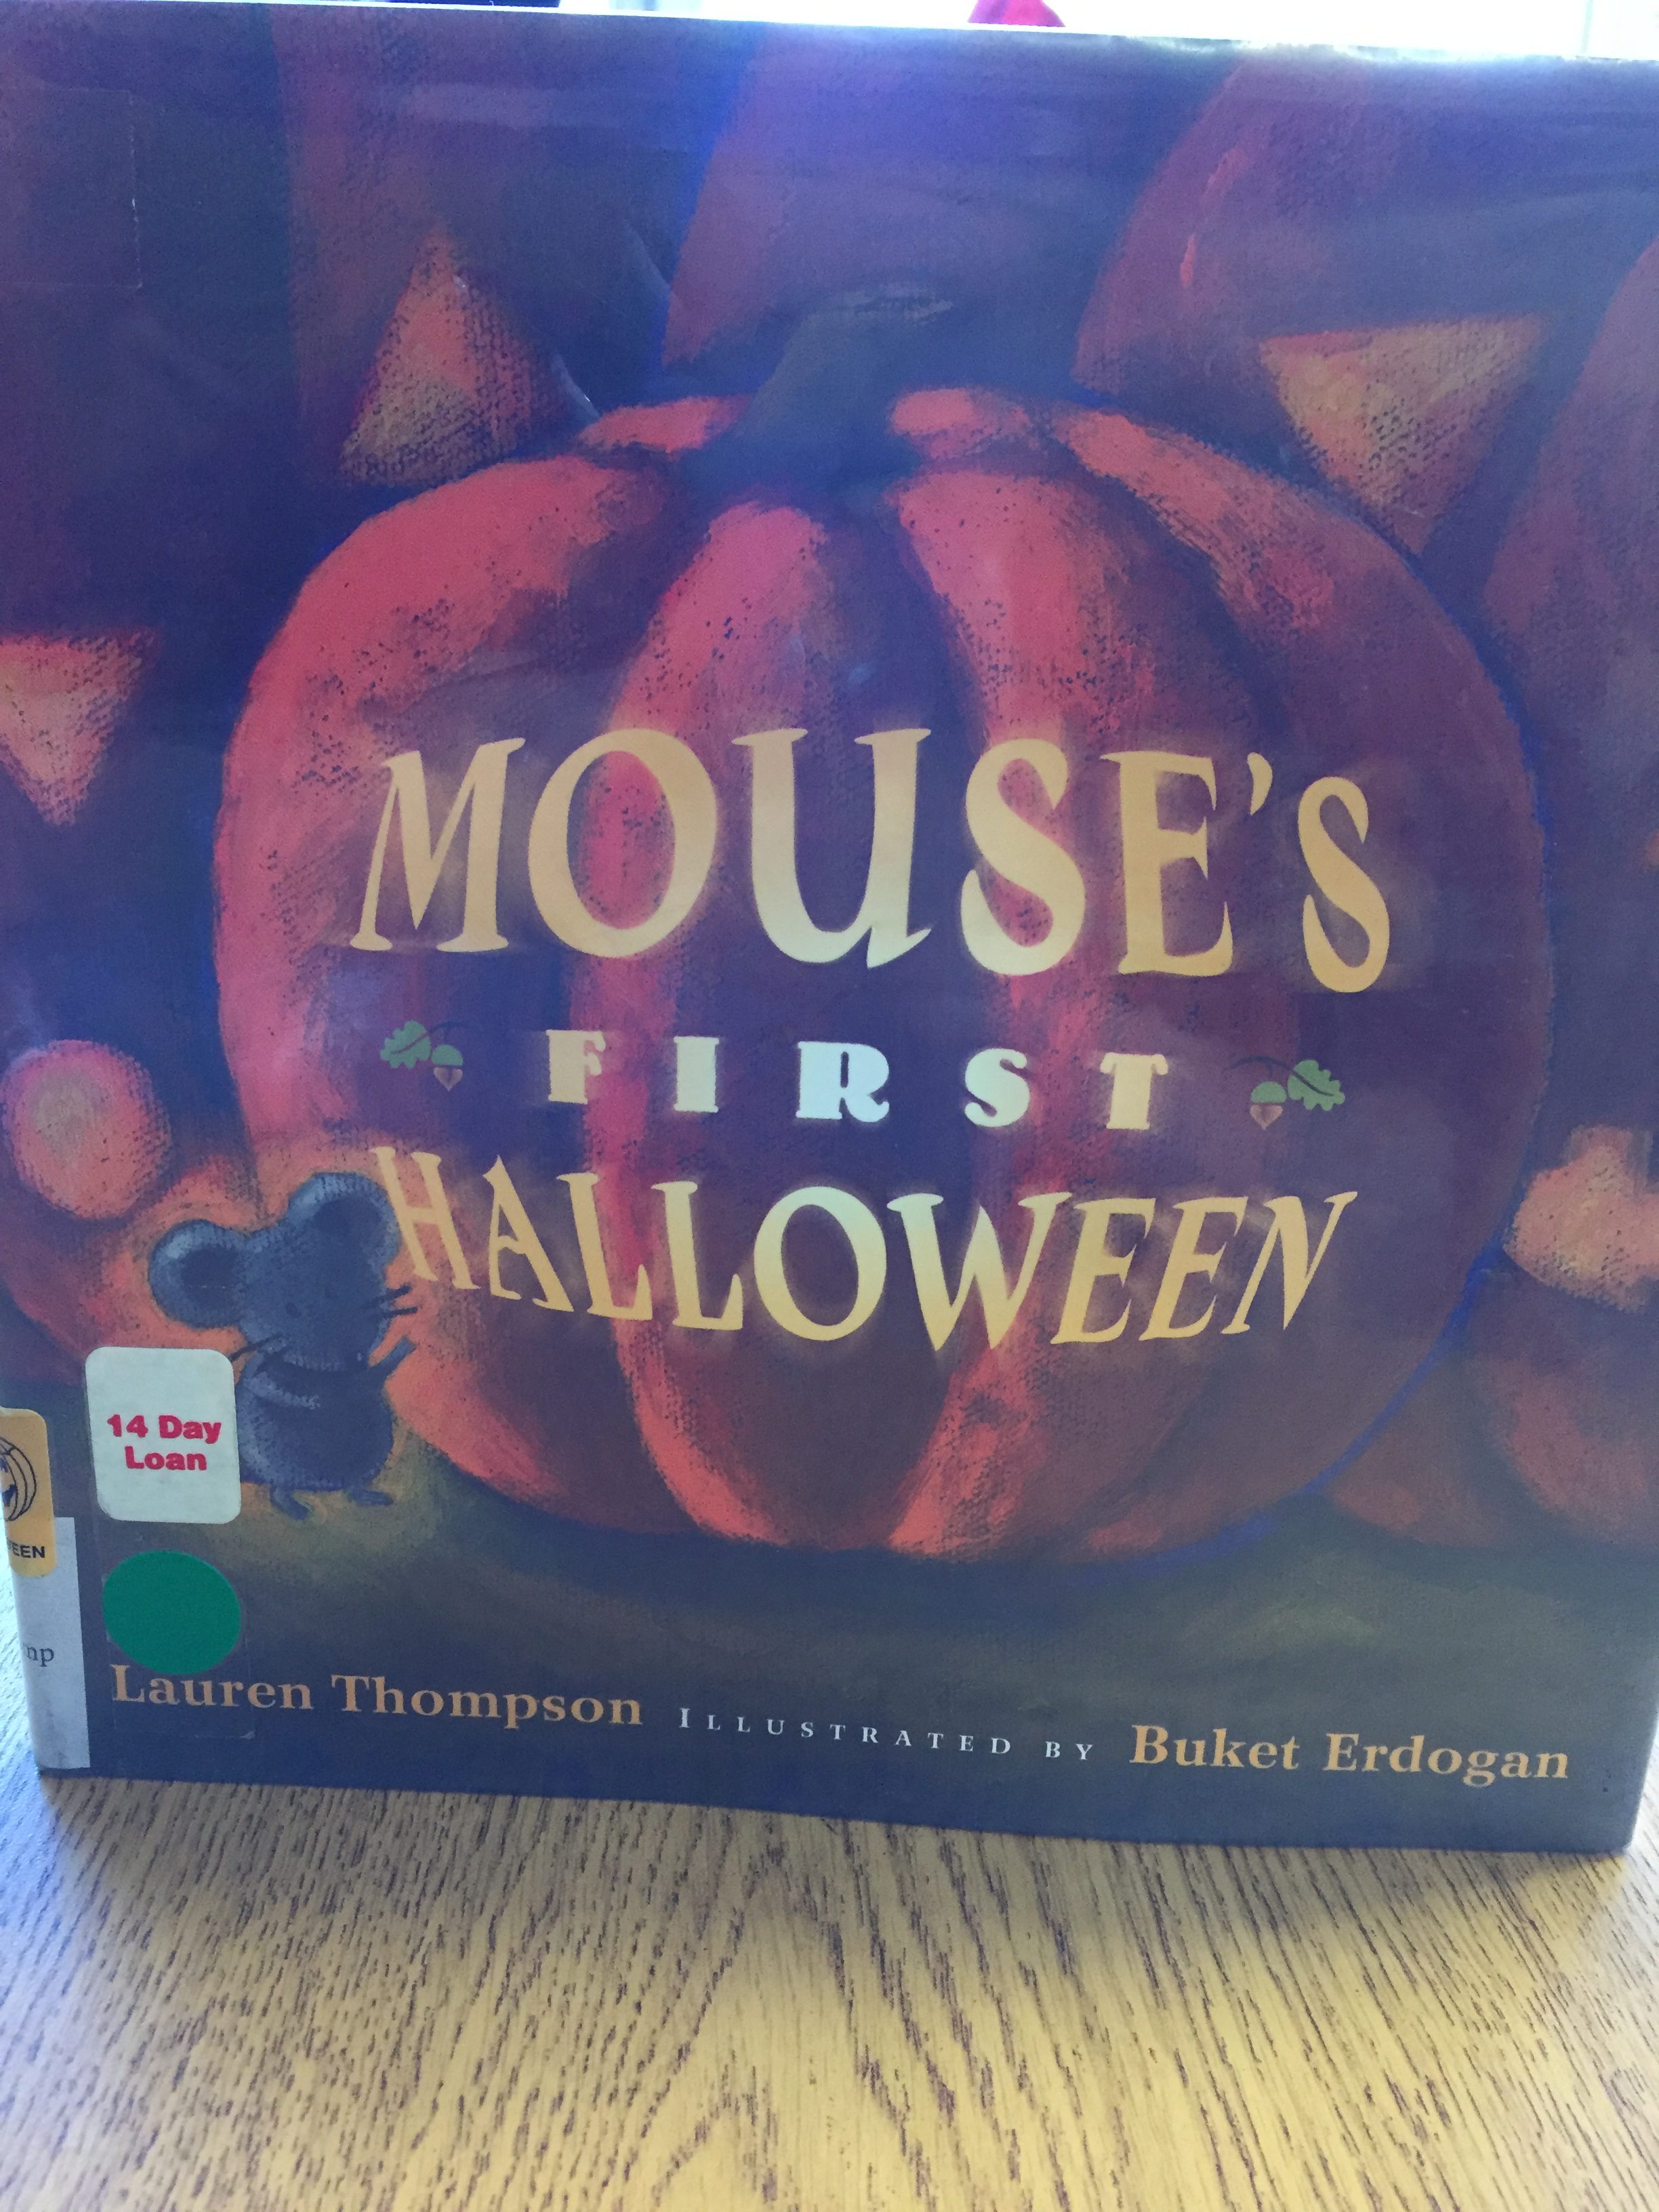 MOUSE'S
FIRST
HALLOWEEN
14 Day
Loan
Lauren Thompson ILLUSTRATED BY Buket Erdogan